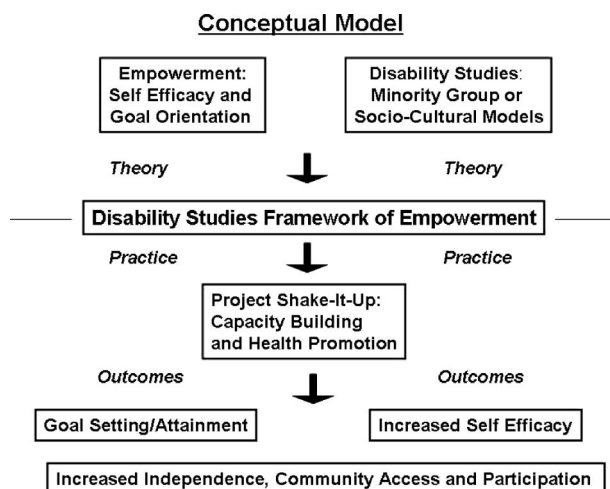 Conceptual Model
Empowerment:
Self Efficacy and
Goal Orientation
Disability Studies:
Minority Group or
Socio-Cultural Models
Theory
Theory
Disability Studies Framework of Empowerment
Practice
Practice
Project Shake-It-Up:
Capacity Building
and Health Promotion
Outcomes
Outcomes
Goal Setting/Attainment
Increased Self Efficacy
Increased Independence, Community Access and Participation